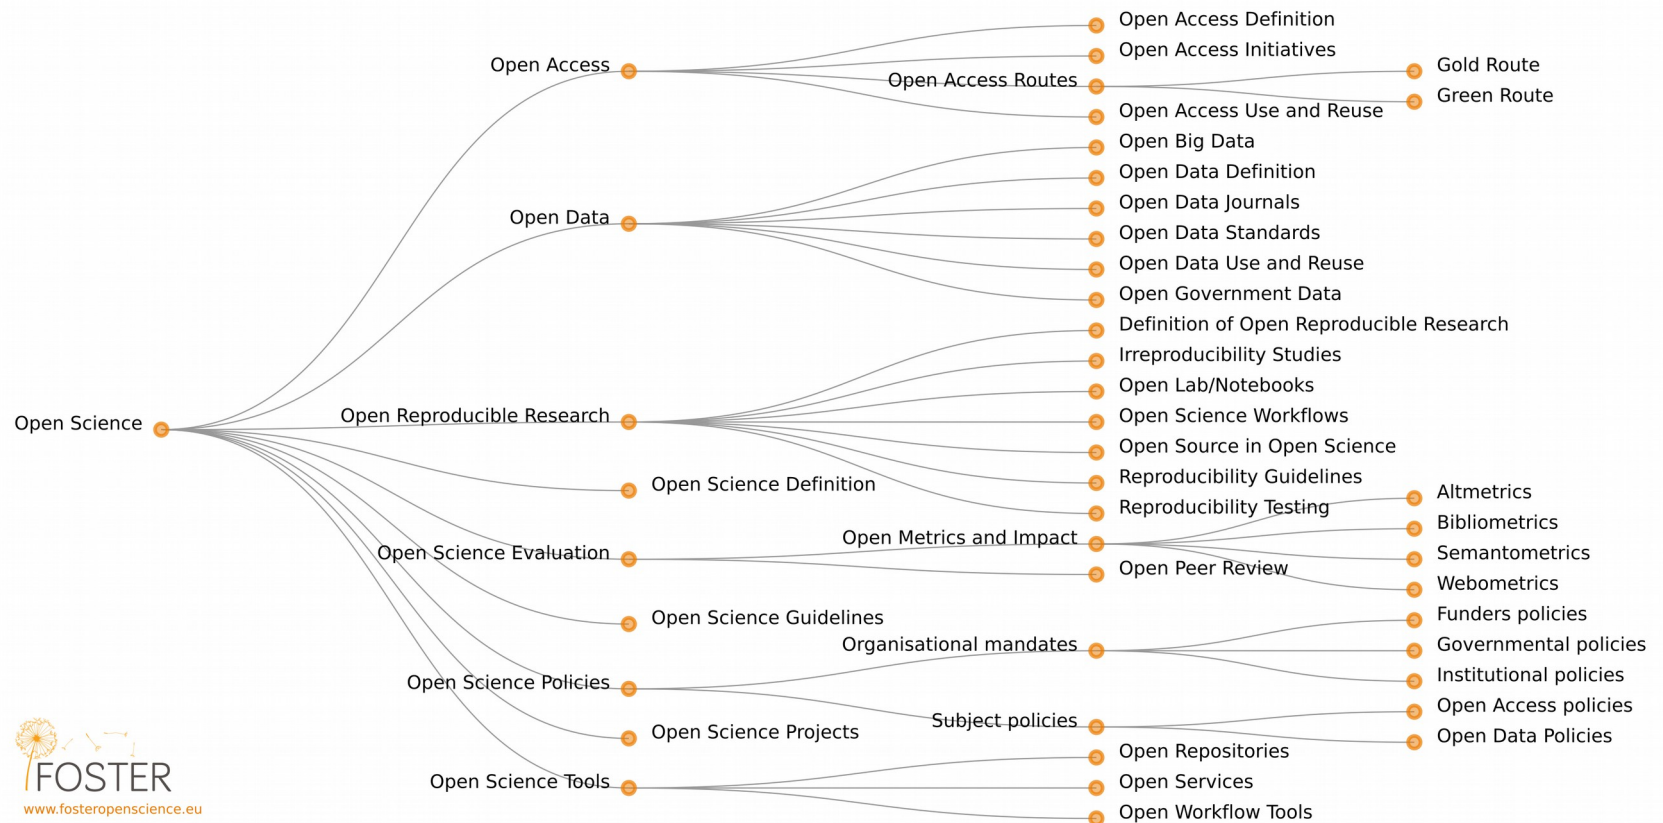 Open Science
Open Access
Open Access Definition
Open Access Initiatives
Open Access Routes
Gold Route
Green Route
Open Access Use and Reuse
Open Data
Open Big Data
Open Data Definition
Open Data Journals
Open Data Standards
Open Data Use and Reuse
Open Government Data
Open Reproducible Research
Definition of Open Reproducible Research
Irreproducibility Studies
Open Lab/Notebooks
Open Science Workflows
Open Source in Open Science
Reproducibility Guidelines
Reproducibility Testing
Open Science Definition
Open Science Evaluation
Open Metrics and Impact
Altmetrics
Bibliometrics
Semantometrics
Webometrics
Open Peer Review
Open Science Guidelines
Open Science Policies
Organisational mandates
Funders policies
Governmental policies
Institutional policies
Subject policies
Open Access policies
Open Data Policies
Open Science Projects
Open Science Tools
Open Repositories
Open Services
Open Workflow Tools
FOSTER
www.fosteropenscience.eu